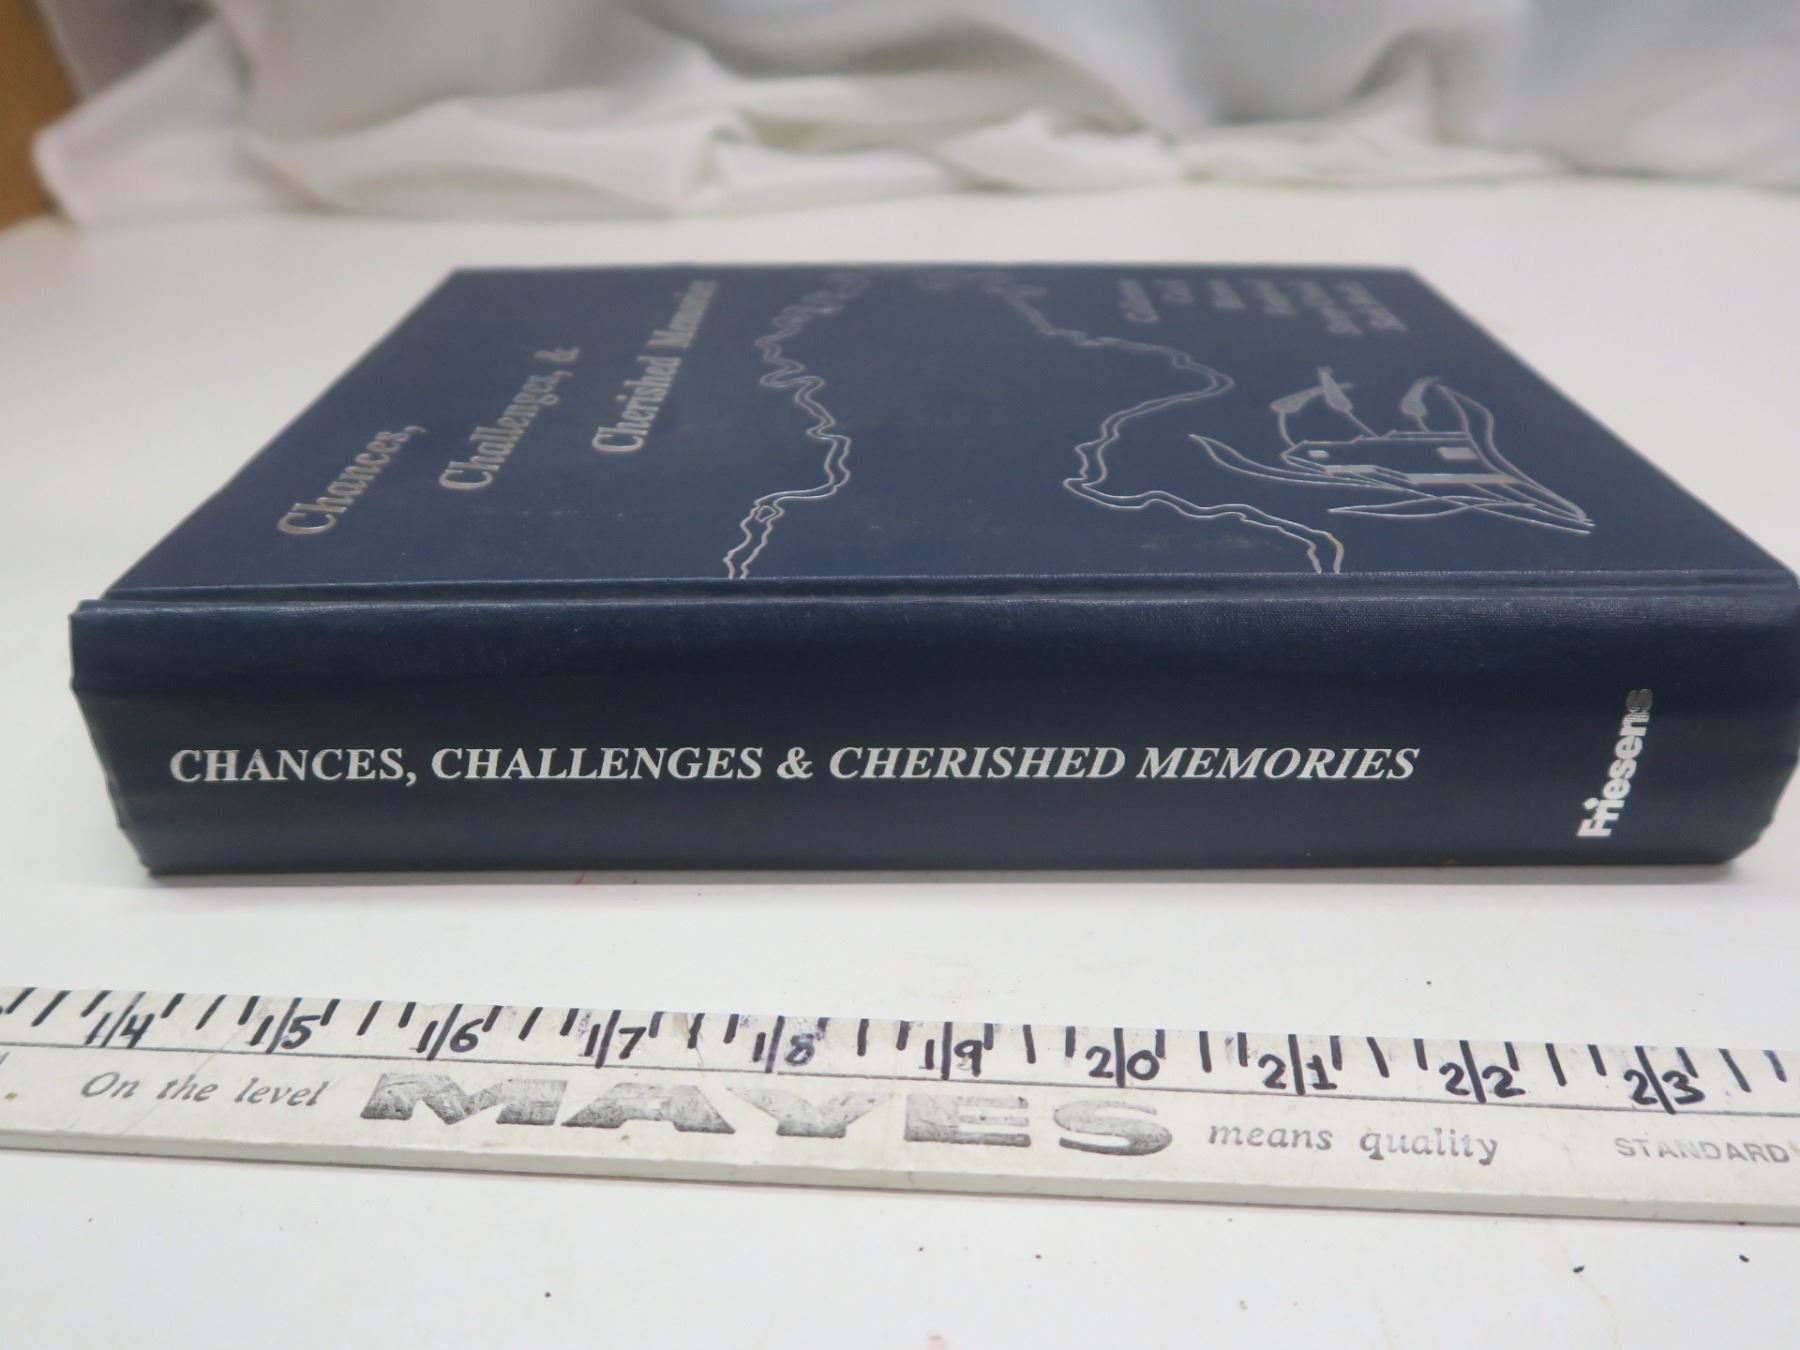 Chances,
Challenges, &
Cherished Memories
CHANCES, CHALLENGES & CHERISHED MEMORIES
Friesens
14 15 16 17 18 19 20 21 22 23
On the level MAYES means quality STANDARD